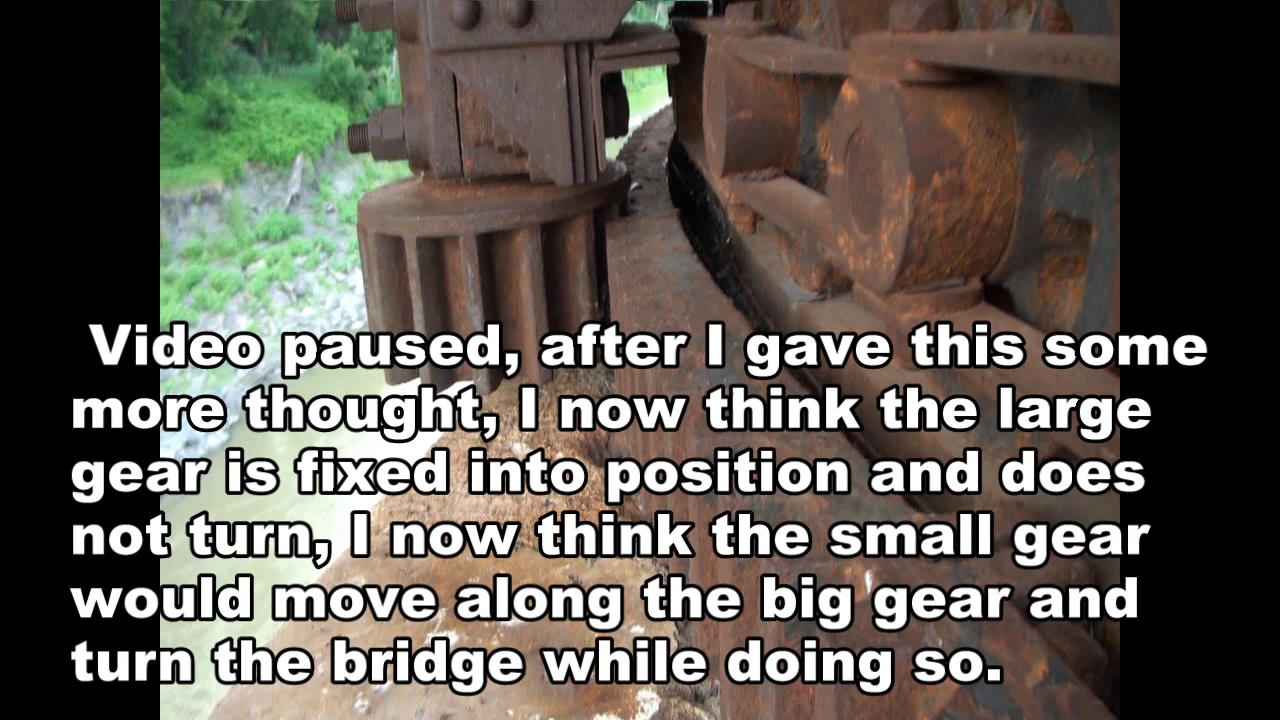 Video paused, after I gave this some
more thought, I now think the large
gear is fixed into position and does
not turn, I now think the small gear
would move along the big gear and
turn the bridge while doing so.